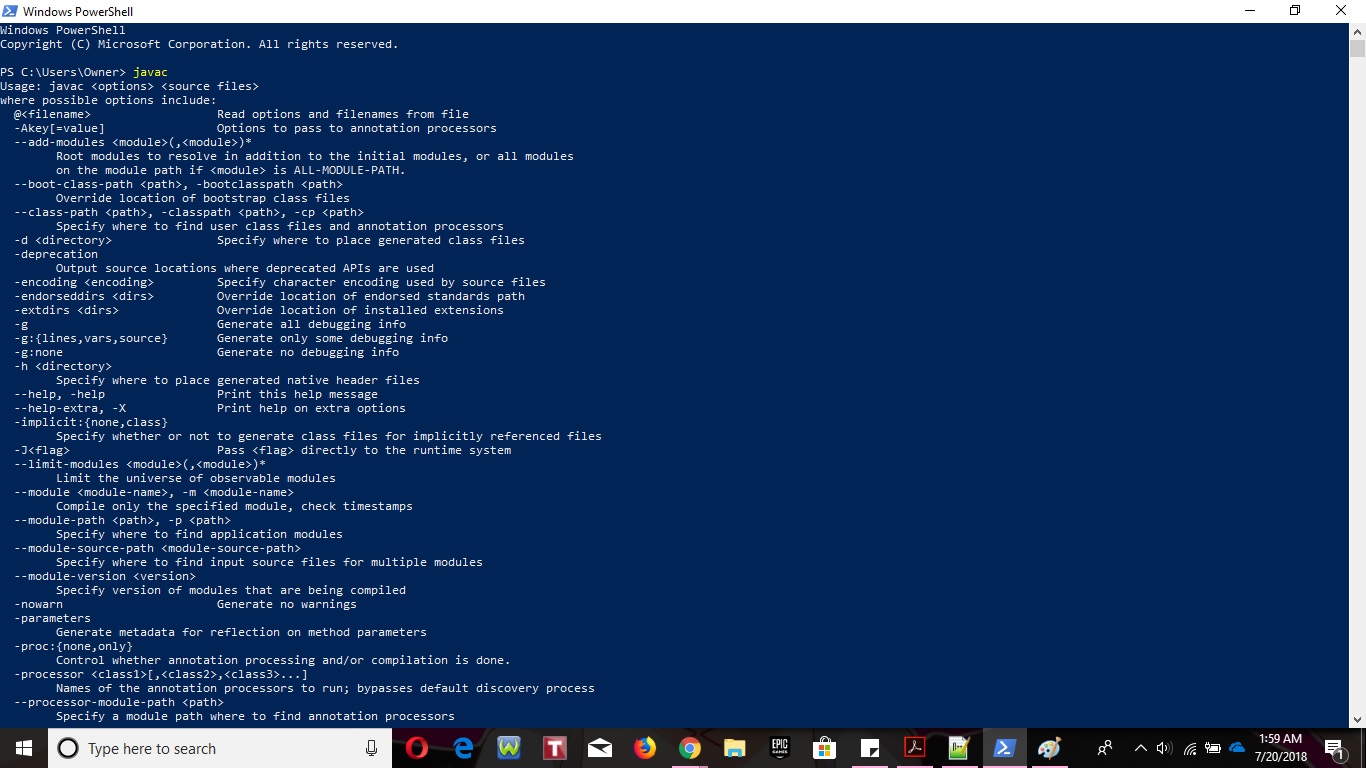 Windows PowerShell
Windows PowerShell
Copyright (C) Microsoft Corporation. All rights reserved.
PS C:\Users\Owner> javac
Usage: javac <options> <source files>
where possible options include:
  @<filename>                  Read options and filenames from file
  -Akey[=value]                Options to pass to annotation processors
  --add-modules <module>(,<module>)*
        Root modules to resolve in addition to the initial modules, or all modules
        on the module path if <module> is ALL-MODULE-PATH.
  --boot-class-path <path>, -bootclasspath <path>
        Override location of bootstrap class files
  --class-path <path>, -classpath <path>, -cp <path>
        Specify where to find user class files and annotation processors
  -d <directory>               Specify where to place generated class files
  -deprecation
        Output source locations where deprecated APIs are used
  -encoding <encoding>         Specify character encoding used by source files
  -endorseddirs <dirs>         Override location of endorsed standards path
  -extdirs <dirs>              Override location of installed extensions
  -g                           Generate all debugging info
  -g:{lines,vars,source}       Generate only some debugging info
  -g:none                      Generate no debugging info
  -h <directory>
        Specify where to place generated native header files
  --help, -help                Print this help message
  --help-extra, -X             Print help on extra options
  -implicit:{none,class}
        Specify whether or not to generate class files for implicitly referenced files
  -J<flag>                     Pass <flag> directly to the runtime system
  --limit-modules <module>(,<module>)*
        Limit the universe of observable modules
  --module <module-name>, -m <module-name>
        Compile only the specified module, check timestamps
  --module-path <path>, -p <path>
        Specify where to find application modules
  --module-source-path <module-source-path>
        Specify where to find input source files for multiple modules
  --module-version <version>
        Specify version of modules that are being compiled
  -nowarn                      Generate no warnings
  -parameters
        Generate metadata for reflection on method parameters
  -proc:{none,only}
        Control whether annotation processing and/or compilation is done.
  -processor <class1>[,<class2>,<class3>...]
        Names of the annotation processors to run; bypasses default discovery process
  --processor-module-path <path>
        Specify a module path where to find annotation processors
Type here to search
W
T
EPIC
GAMES
1:59 AM
7/20/2018
1